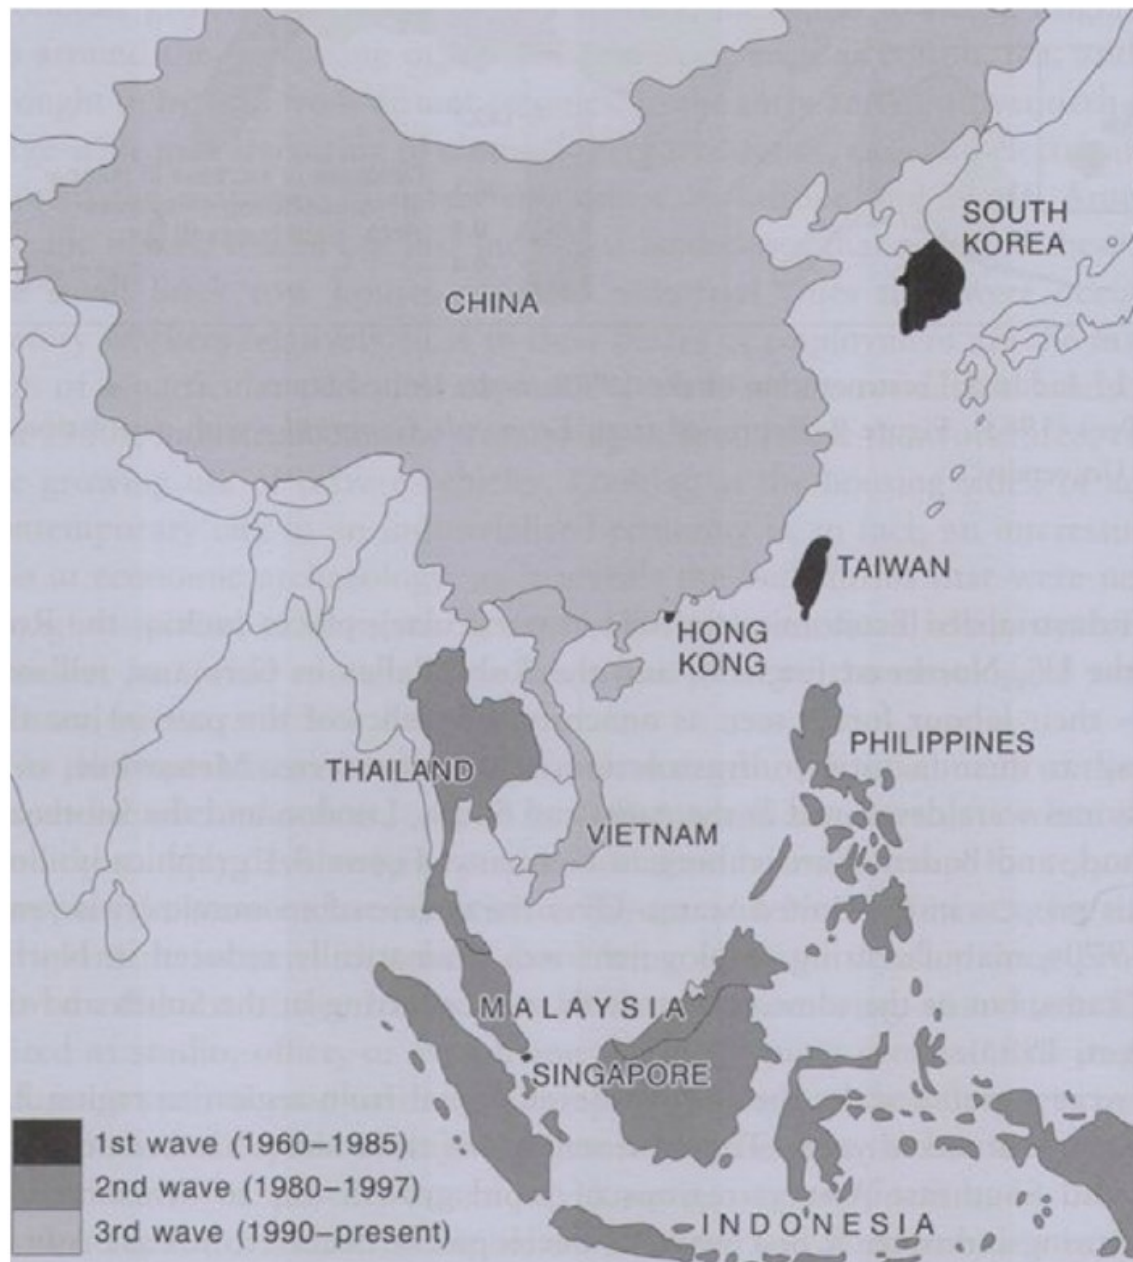 SOUTH
KOREA
CHINA
TAIWAN
HONG
KONG
PHILIPPINES
THAILAND
VIETNAM
MALAYSIA
SINGAPORE
INDONESIA
1st wave (1960–1985)
2nd wave (1980–1997)
3rd wave (1990–present)